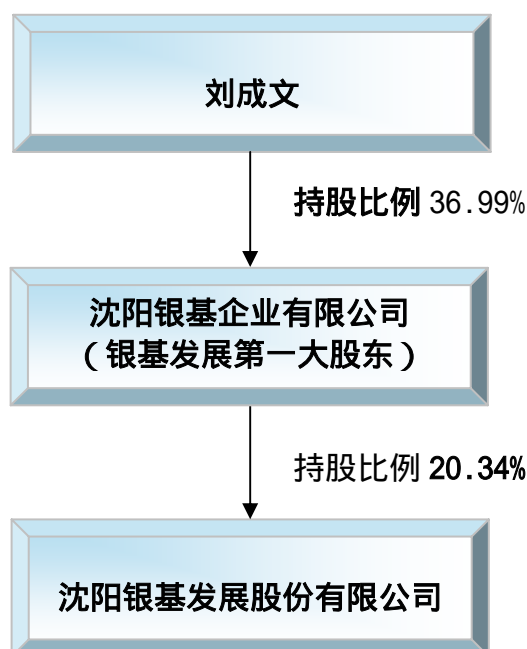 刘成文
持股比例 36.99%
沈阳银基企业有限公司
（银基发展第一大股东）
持股比例 20.34%
沈阳银基发展股份有限公司